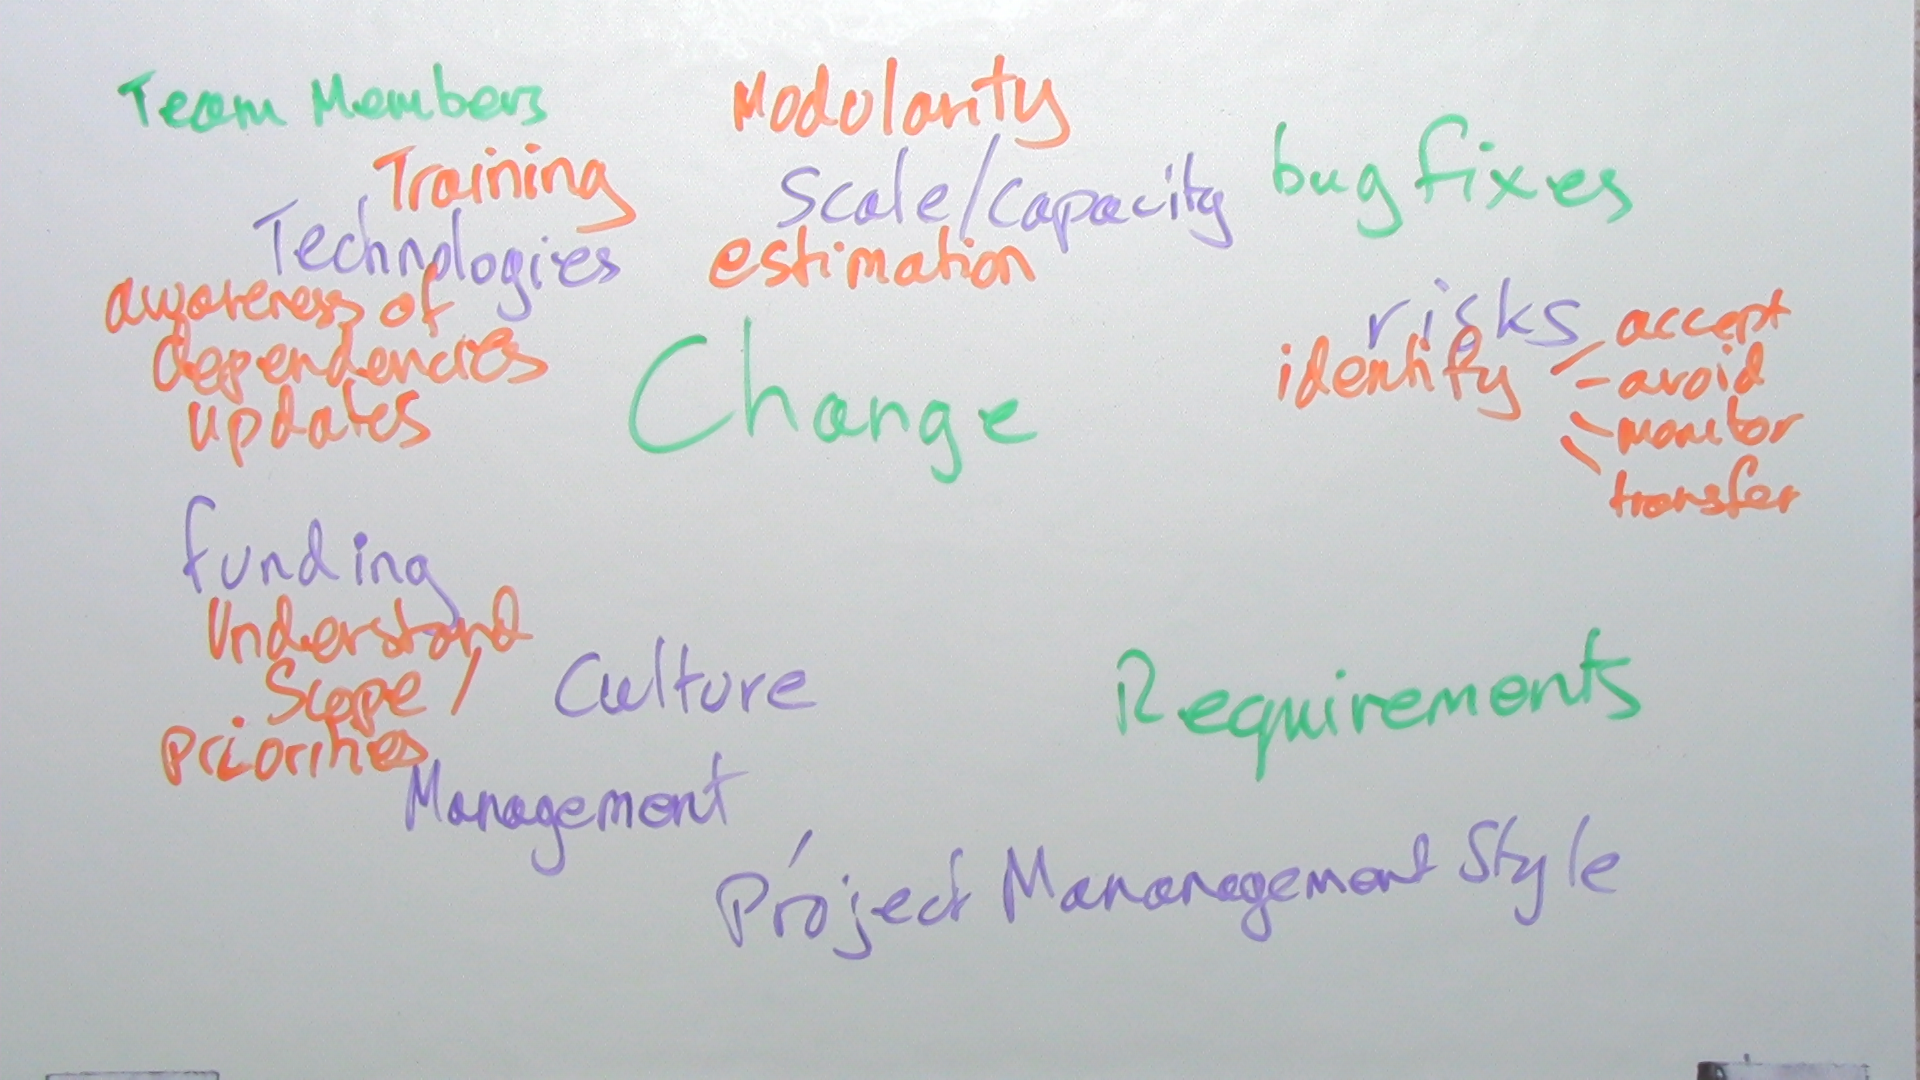 Team Members
Modularity
bug fixes
Training
Scale/Capacity
Technologies
estimation
awareness of
dependencies
updates
Change
risks
identify
accept
avoid
monitor
transfer
funding
Understand
Scope /
priorities
Culture
Requirements
Management
Project Mananagement Style